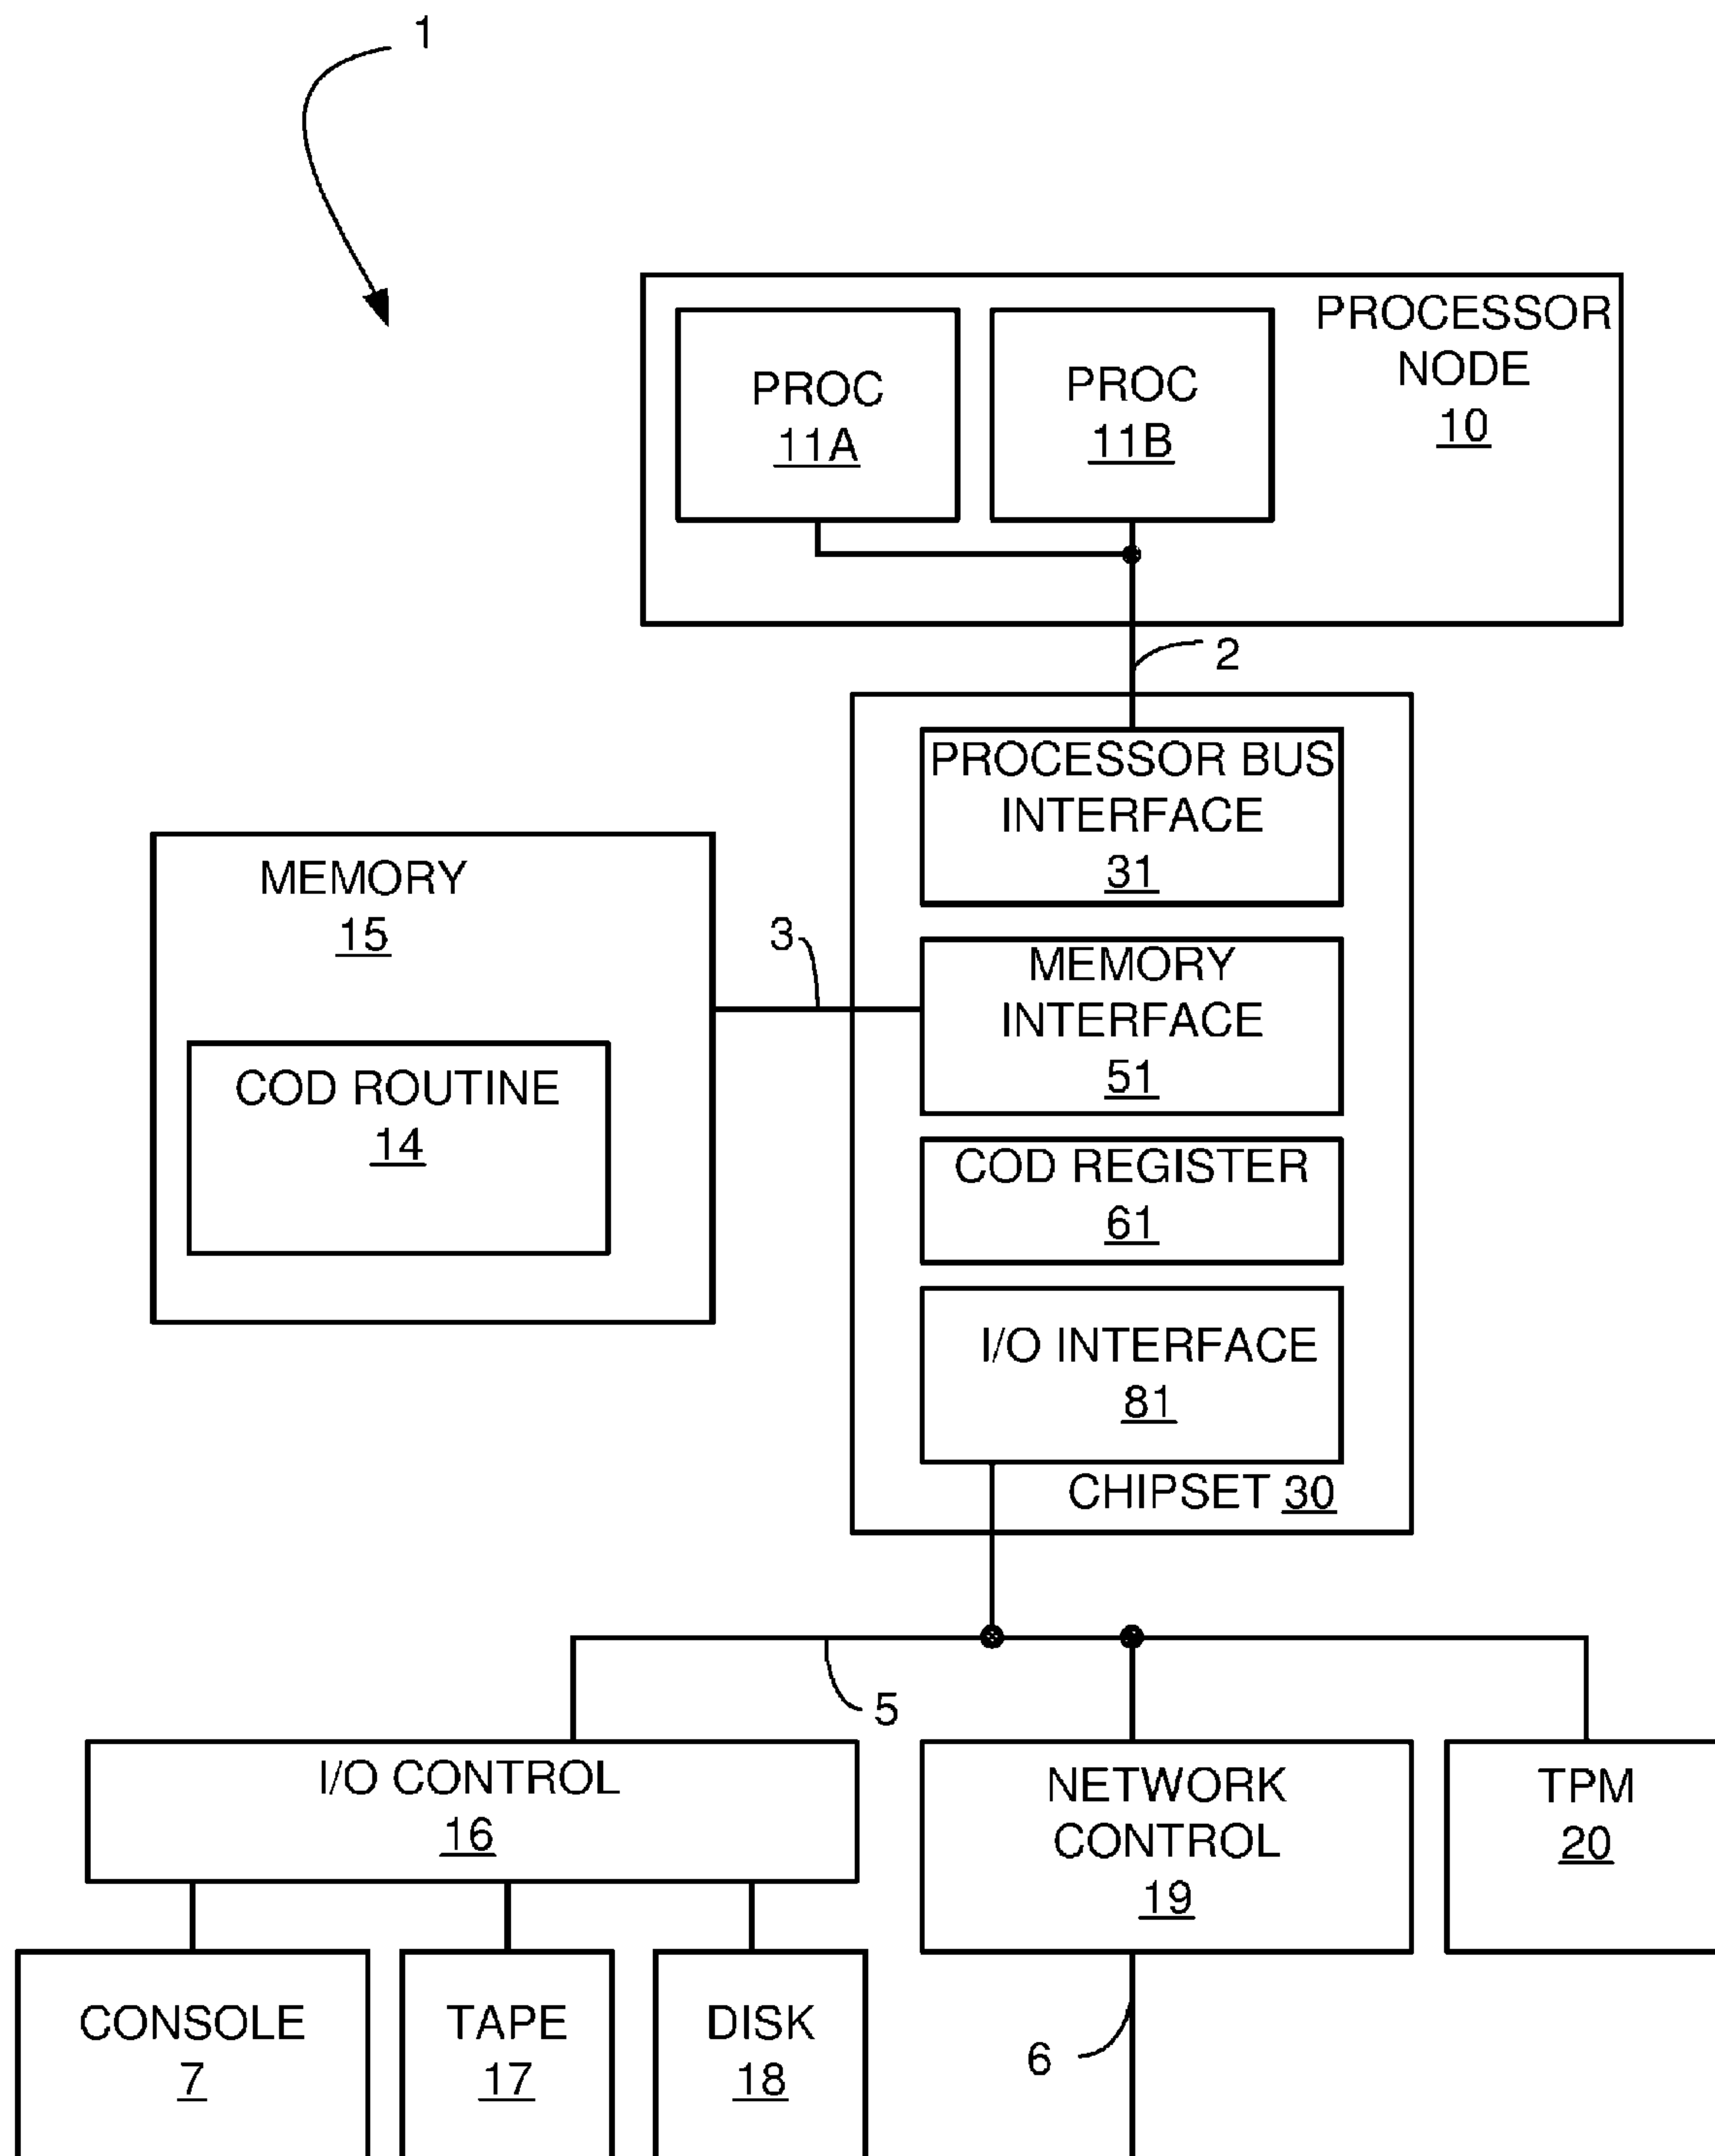 1
PROCESSOR
NODE
10
PROC
11A
PROC
11B
2
PROCESSOR BUS
INTERFACE
31
MEMORY
15
3
MEMORY
INTERFACE
51
COD ROUTINE
14
COD REGISTER
61
I/O INTERFACE
81
CHIPSET 30
5
I/O CONTROL
16
NETWORK
CONTROL
19
TPM
20
CONSOLE
7
TAPE
17
DISK
18
6